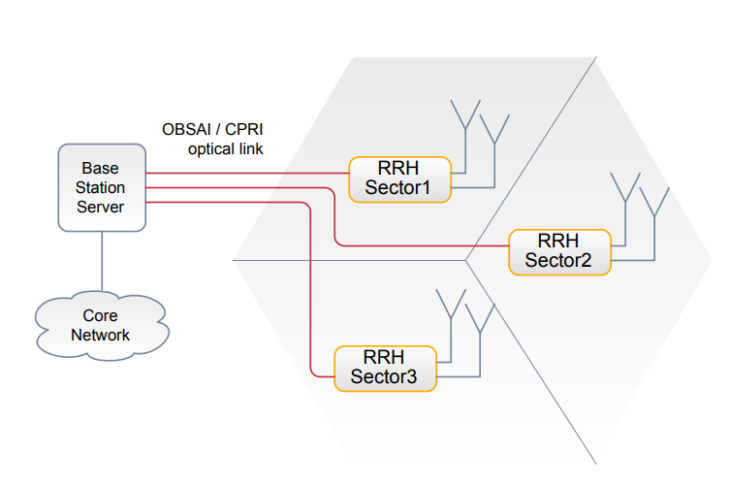 OBSAI / CPRI
optical link
Base
Station
Server
RRH
Sector1
RRH
Sector2
Core
Network
RRH
Sector3